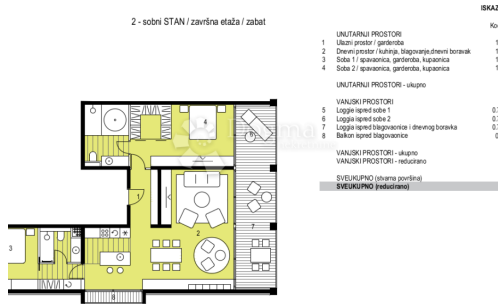 ISKAZ
2 - sobni STAN / završna etaža / zabat
UNUTARNJI PROSTORI
1 Ulazni prostor / garderoba
2 Dnevni prostor / kuhinja, blagovanje,dnevni boravak
3 Soba 1 / spavaonica, garderoba, kupaonica
4 Soba 2 / spavaonica, garderoba, kupaonica
UNUTARNJI PROSTORI - ukupno
VANJSKI PROSTORI
5 Loggie ispred sobe 1
6 Loggia ispred sobe 2
7 Loggia ispred blagovaonice i dnevnog boravka
8 Balkon ispred blagovaonice
VANJSKI PROSTORI - ukupno
VANJSKI PROSTORI - reducirano
SVEUKUPNO (stvarna površina)
SVEUKUPNO (reducirano)
4
6
1
2
7
3
8